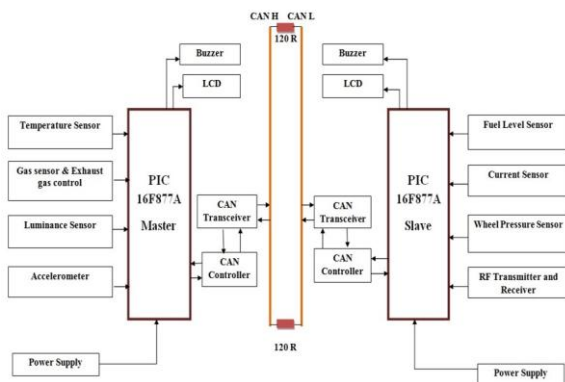 CAN H CAN L
120 R
Buzzer
LCD
Temperature Sensor
Gas sensor & Exhaust
gas control
Luminance Sensor
Accelerometer
Power Supply
PIC
16F877A
Master
CAN
Transceiver
CAN
Controller
120 R
Buzzer
LCD
CAN
Transceiver
CAN
Controller
PIC
16F877A
Slave
Fuel Level Sensor
Current Sensor
Wheel Pressure Sensor
RF Transmitter and
Receiver
Power Supply